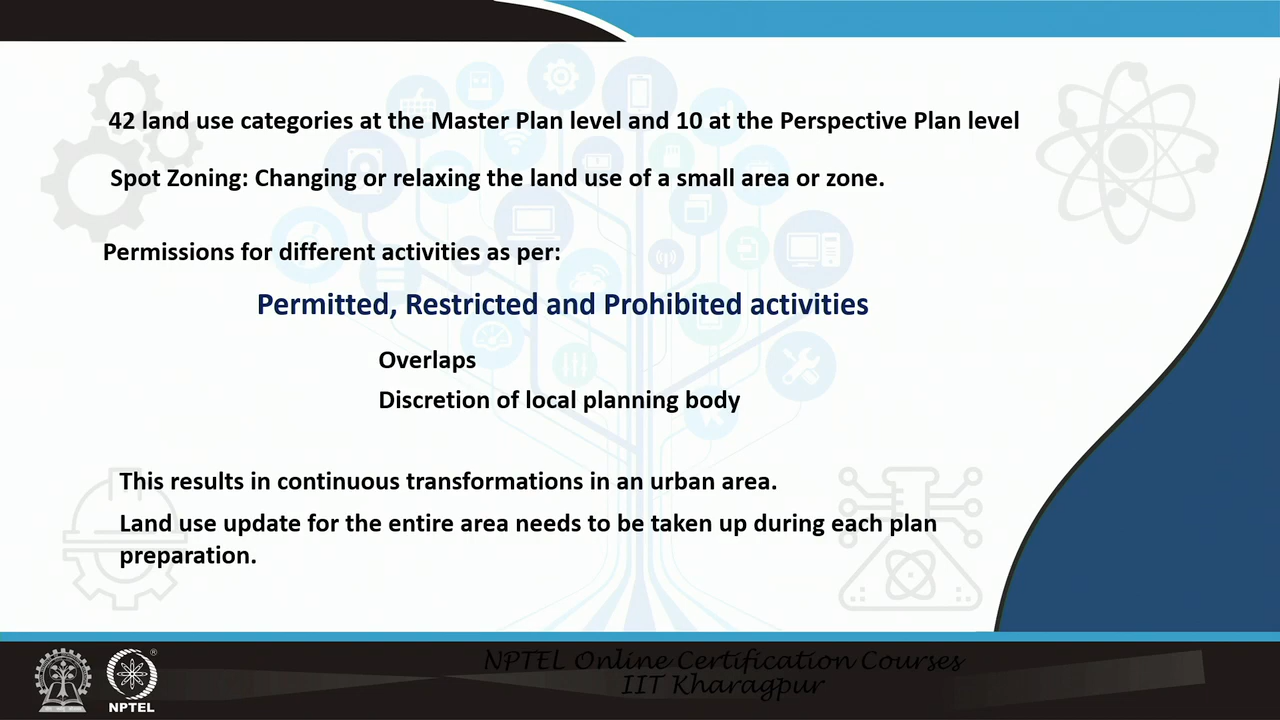 42 land use categories at the Master Plan level and 10 at the Perspective Plan level
Spot Zoning: Changing or relaxing the land use of a small area or zone.
Permissions for different activities as per:
Permitted, Restricted and Prohibited activities
Overlaps
Discretion of local planning body
This results in continuous transformations in an urban area.
Land use update for the entire area needs to be taken up during each plan
preparation.
NPTEL Online Certification Courses
IIT Kharagpur
®
NPTEL